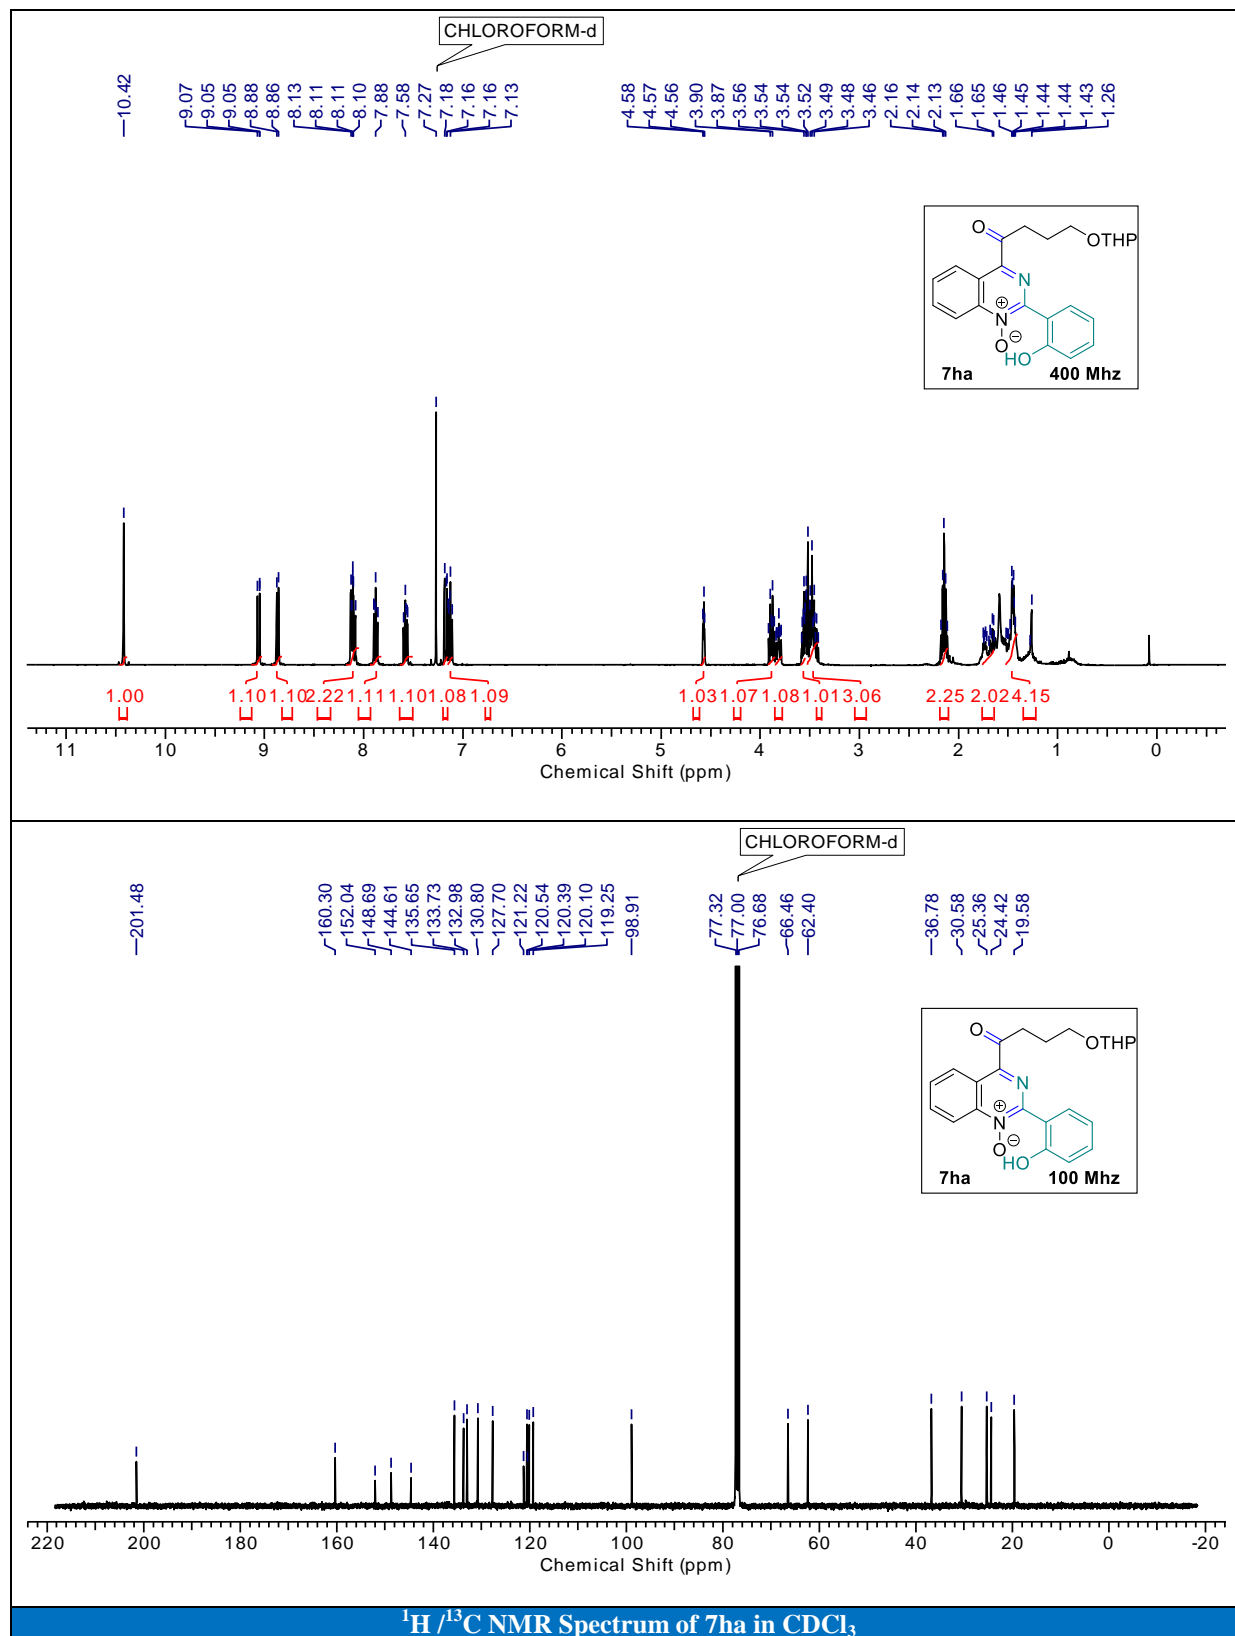 CHLOROFORM-d
10.42 9.07 9.05 9.05 8.88 8.86 8.13 8.11 8.11 8.10 7.88 7.58 7.27 7.18 7.16 7.16 7.13 4.58 4.57 4.56 3.90 3.87 3.56 3.54 3.54 3.52 3.49 3.48 3.46 2.16 2.14 2.13 1.66 1.65 1.46 1.45 1.44 1.44 1.43 1.26
O
OTHP
N
⊕
N
O ⊖
HO
7ha 400 Mhz
1.00 1.10 1.10 2.22 1.11 1.10 1.08 1.09 1.03 1.07 1.08 1.01 3.06 2.25 2.02 4.15
11 10 9 8 7 6 5 4 3 2 1 0
Chemical Shift (ppm)
CHLOROFORM-d
201.48 160.30 152.04 148.69 144.61 135.65 133.73 132.98 130.80 127.70 121.22 120.54 120.39 120.10 119.25 98.91 77.32 77.00 76.68 66.46 62.40 36.78 30.58 25.36 24.42 19.58
O
OTHP
N
⊕
N
O ⊖
HO
7ha 100 Mhz
220 200 180 160 140 120 100 80 60 40 20 0 -20
Chemical Shift (ppm)
¹H /¹³C NMR Spectrum of 7ha in CDCl₃